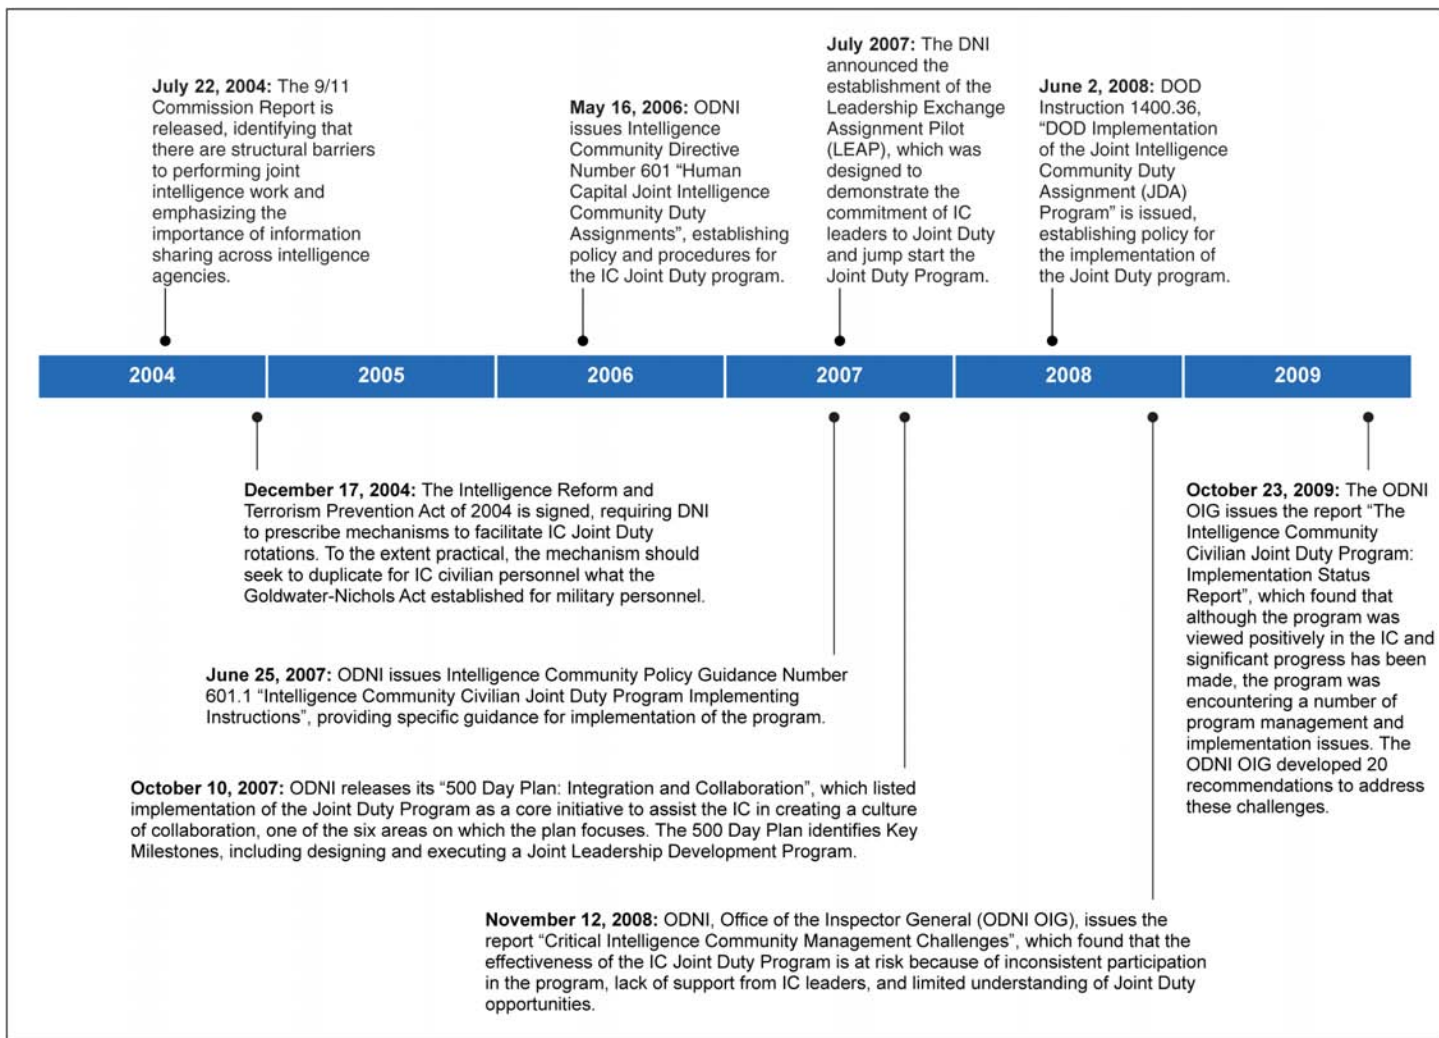 July 22, 2004: The 9/11
Commission Report is
released, identifying that
there are structural barriers
to performing joint
intelligence work and
emphasizing the
importance of information
sharing across intelligence
agencies.
May 16, 2006: ODNI
issues Intelligence
Community Directive
Number 601 “Human
Capital Joint Intelligence
Community Duty
Assignments”, establishing
policy and procedures for
the IC Joint Duty program.
July 2007: The DNI
announced the
establishment of the
Leadership Exchange
Assignment Pilot
(LEAP), which was
designed to
demonstrate the
commitment of IC
leaders to Joint Duty
and jump start the
Joint Duty Program.
June 2, 2008: DOD
Instruction 1400.36,
“DOD Implementation
of the Joint Intelligence
Community Duty
Assignment (JDA)
Program” is issued,
establishing policy for
the implementation of
the Joint Duty program.
2004
2005
2006
2007
2008
2009
December 17, 2004: The Intelligence Reform and
Terrorism Prevention Act of 2004 is signed, requiring DNI
to prescribe mechanisms to facilitate IC Joint Duty
rotations. To the extent practical, the mechanism should
seek to duplicate for IC civilian personnel what the
Goldwater-Nichols Act established for military personnel.
June 25, 2007: ODNI issues Intelligence Community Policy Guidance Number
601.1 “Intelligence Community Civilian Joint Duty Program Implementing
Instructions”, providing specific guidance for implementation of the program.
October 10, 2007: ODNI releases its “500 Day Plan: Integration and Collaboration”, which listed
implementation of the Joint Duty Program as a core initiative to assist the IC in creating a culture
of collaboration, one of the six areas on which the plan focuses. The 500 Day Plan identifies Key
Milestones, including designing and executing a Joint Leadership Development Program.
November 12, 2008: ODNI, Office of the Inspector General (ODNI OIG), issues the
report “Critical Intelligence Community Management Challenges”, which found that the
effectiveness of the IC Joint Duty Program is at risk because of inconsistent participation
in the program, lack of support from IC leaders, and limited understanding of Joint Duty
opportunities.
October 23, 2009: The ODNI
OIG issues the report “The
Intelligence Community
Civilian Joint Duty Program:
Implementation Status
Report”, which found that
although the program was
viewed positively in the IC and
significant progress has been
made, the program was
encountering a number of
program management and
implementation issues. The
ODNI OIG developed 20
recommendations to address
these challenges.